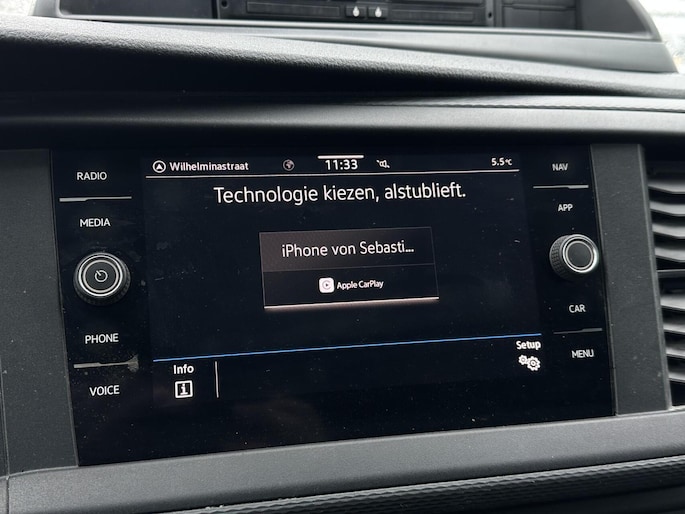 Wilhelminastraat 11:33 5.5°C
RADIO
MEDIA
PHONE
VOICE
Technologie kiezen, alstublieft.
iPhone von Sebasti...
Apple CarPlay
Info
Setup
NAV
APP
CAR
MENU